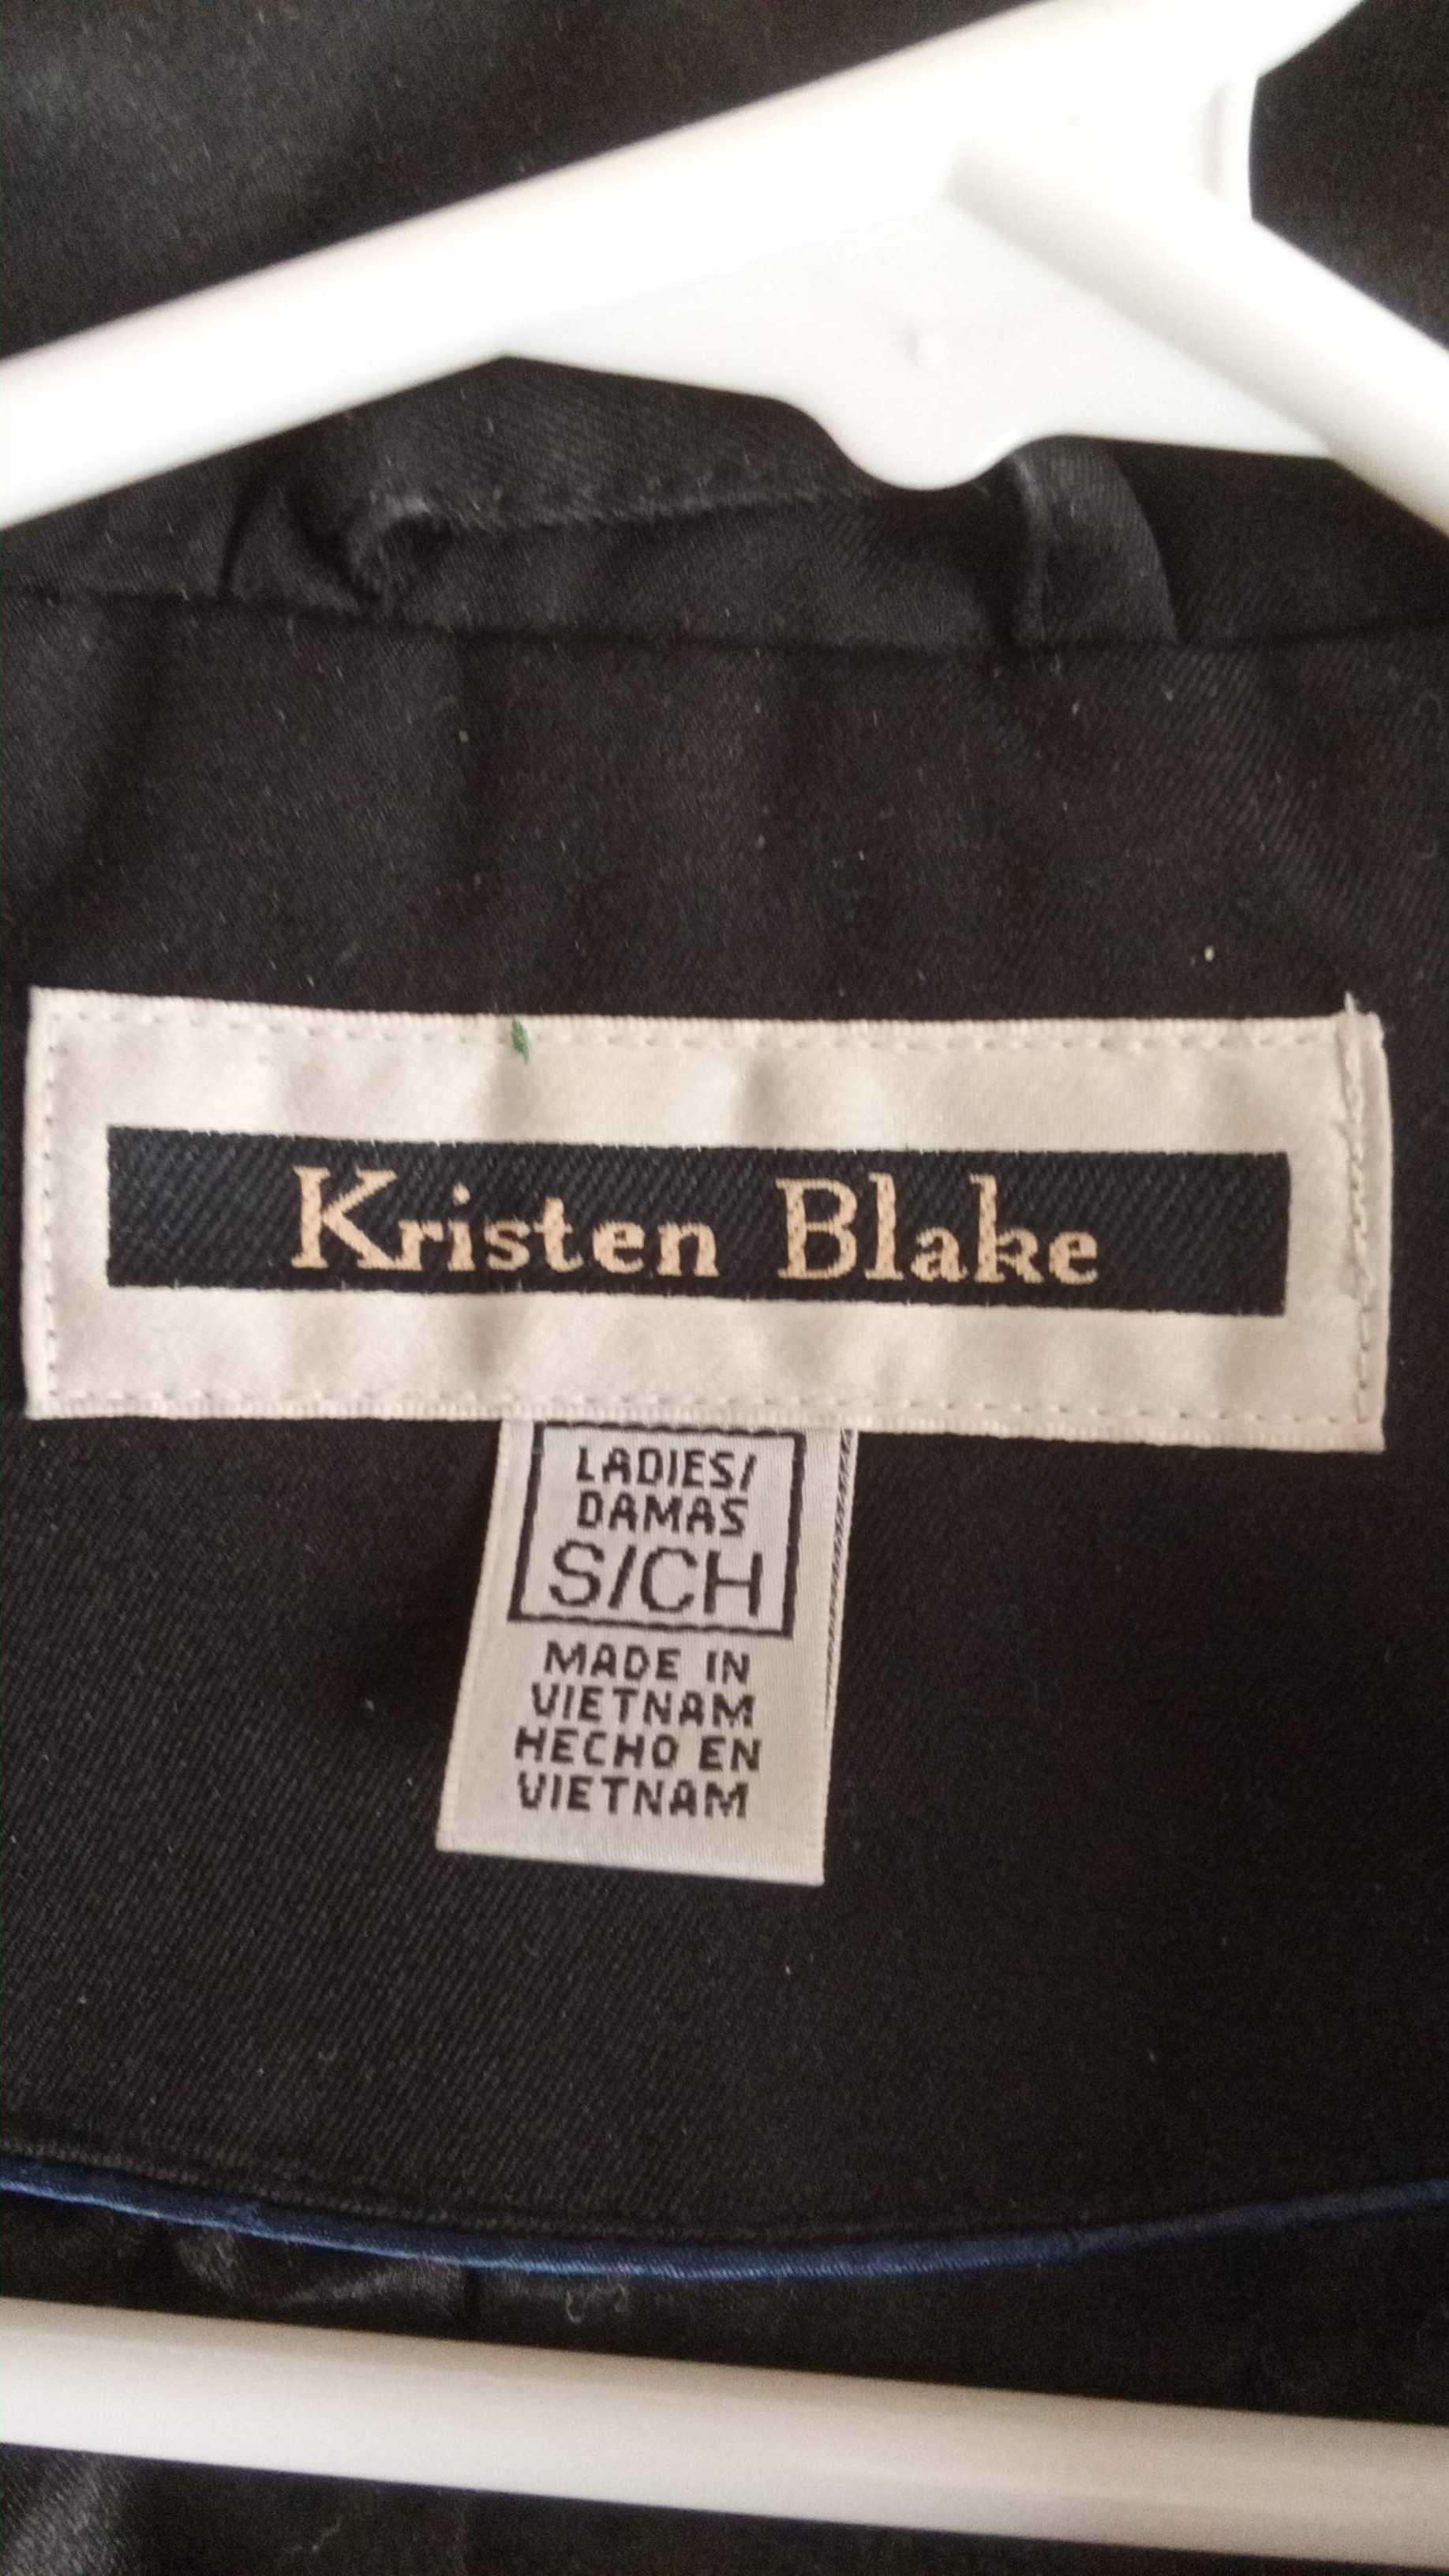 Kristen Blake
LADIES/
DAMAS
S/CH
MADE IN
VIETNAM
HECHO EN
VIETNAM